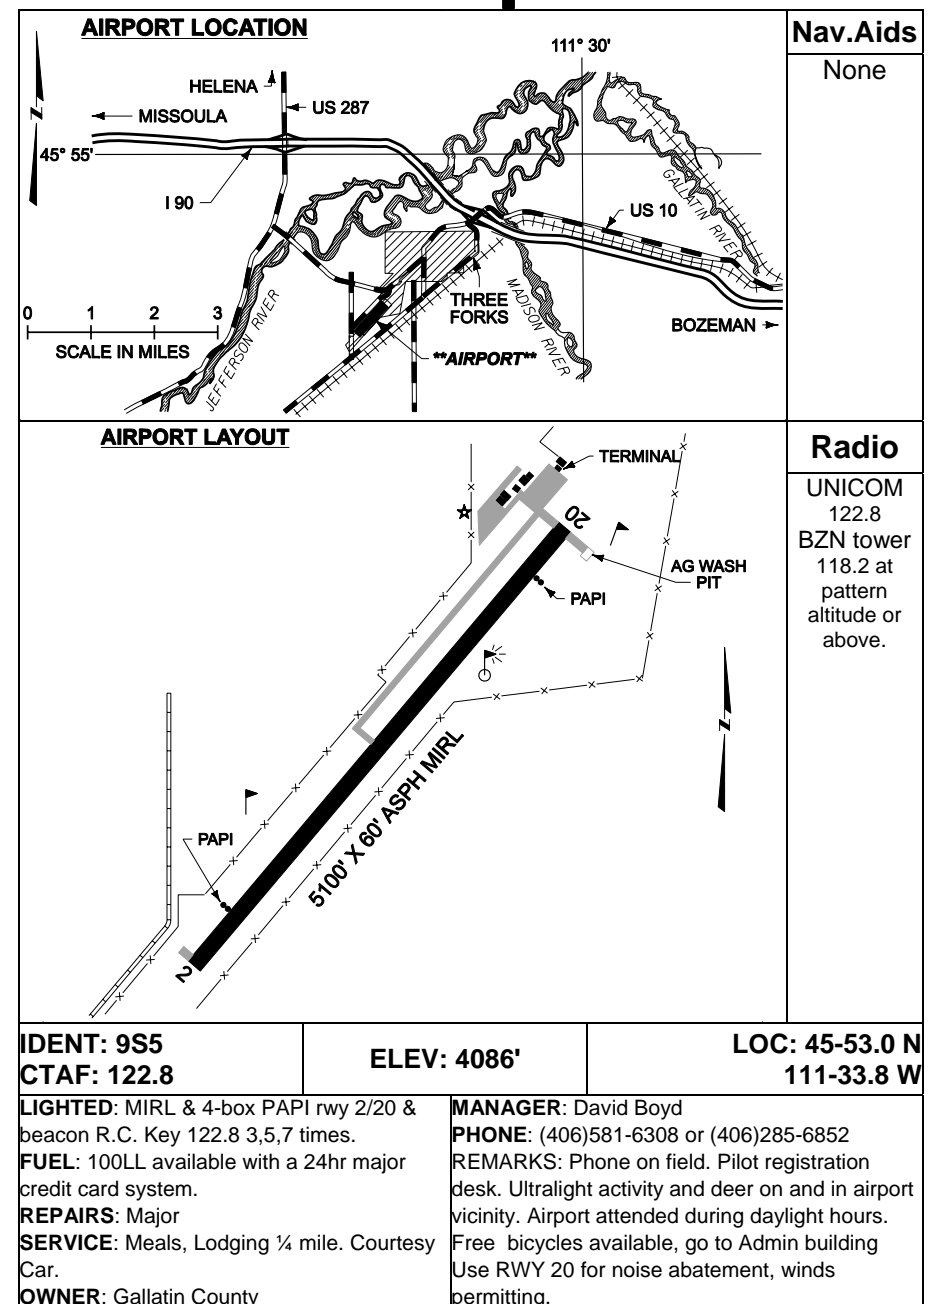 AIRPORT LOCATION
Nav.Aids
None
111° 30'
HELENA
US 287
MISSOULA
N
45° 55'
I 90
GALLATIN RIVER
US 10
0 1 2 3
SCALE IN MILES
JEFFERSON RIVER
THREE
FORKS
MADISON RIVER
BOZEMAN
**AIRPORT**
AIRPORT LAYOUT
Radio
UNICOM
122.8
BZN tower
118.2 at
pattern
altitude or
above.
TERMINAL
20
AG WASH
PIT
PAPI
N
5100' X 60' ASPH MIRL
PAPI
2
IDENT: 9S5
CTAF: 122.8
ELEV: 4086'
LOC: 45-53.0 N
111-33.8 W
LIGHTED: MIRL & 4-box PAPI rwy 2/20 &
beacon R.C. Key 122.8 3,5,7 times.
FUEL: 100LL available with a 24hr major
credit card system.
REPAIRS: Major
SERVICE: Meals, Lodging ¼ mile. Courtesy
Car.
OWNER: Gallatin County
MANAGER: David Boyd
PHONE: (406)581-6308 or (406)285-6852
REMARKS: Phone on field. Pilot registration
desk. Ultralight activity and deer on and in airport
vicinity. Airport attended during daylight hours.
Free bicycles available, go to Admin building
Use RWY 20 for noise abatement, winds
permitting.